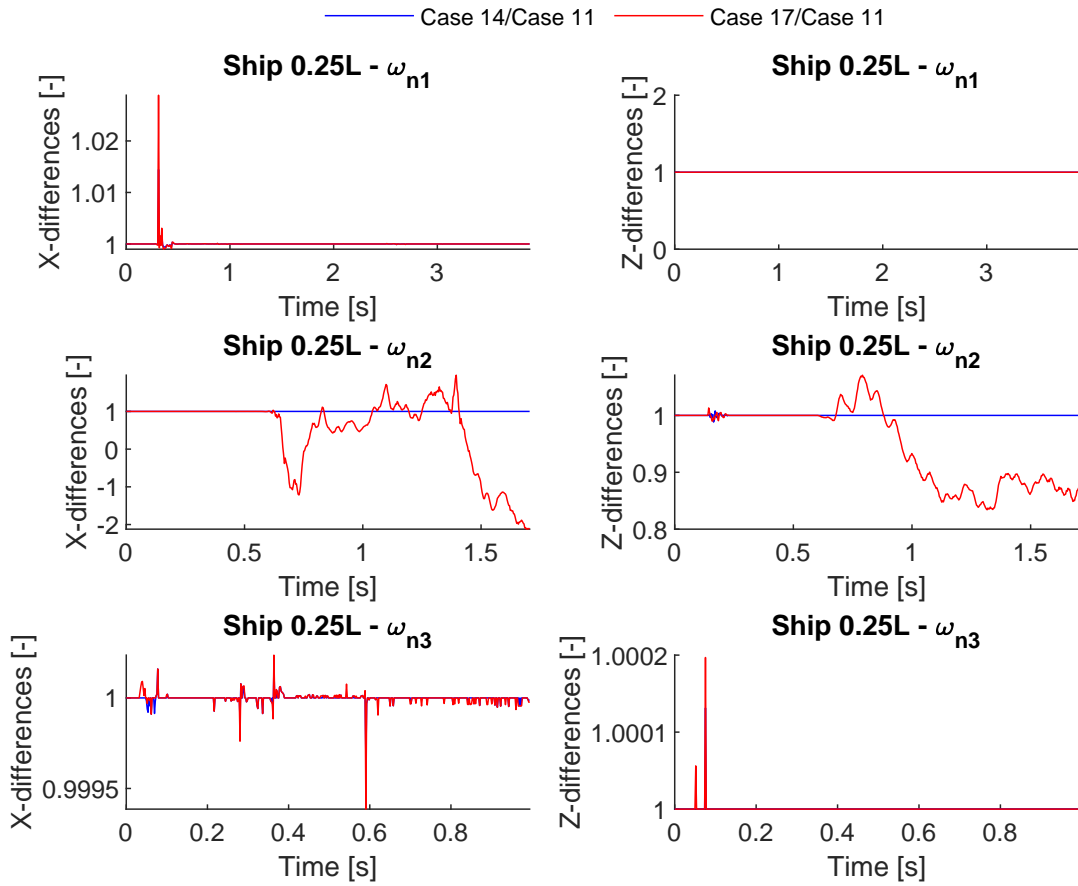 Case 14/Case 11 Case 17/Case 11
Ship 0.25L - ωn1
X-differences [-]
1.02
1.01
1
0 1 2 3
Time [s]
Ship 0.25L - ωn1
Z-differences [-]
2
1
0
0 1 2 3
Time [s]
Ship 0.25L - ωn2
X-differences [-]
1
0
-1
-2
0 0.5 1 1.5
Time [s]
Ship 0.25L - ωn2
Z-differences [-]
1
0.9
0.8
0 0.5 1 1.5
Time [s]
Ship 0.25L - ωn3
X-differences [-]
1
0.9995
0 0.2 0.4 0.6 0.8
Time [s]
Ship 0.25L - ωn3
Z-differences [-]
1.0002
1.0001
1
0 0.2 0.4 0.6 0.8
Time [s]